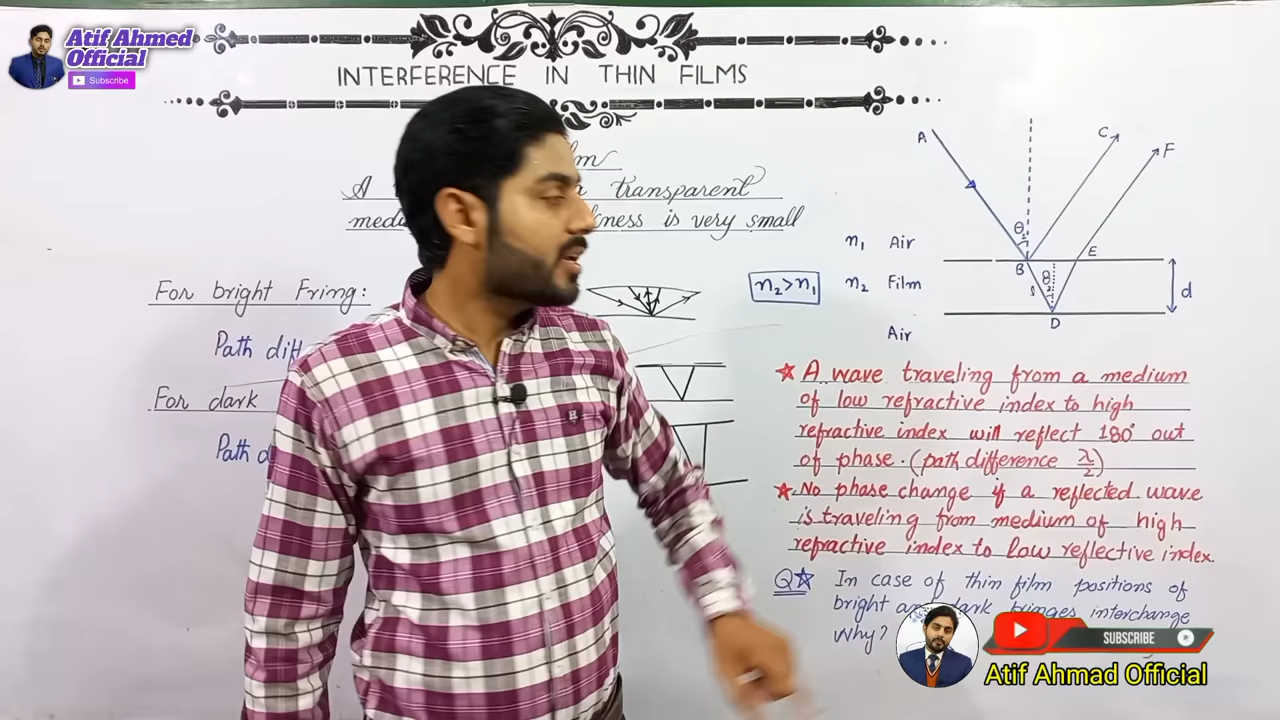 Atif Ahmed
Official
Subscribe
INTERFERENCE IN THIN FILMS
A transparent
is very small
For bright Fring:
Path
For dark
Path
n₂>n₁
n₁ Air
n₂ Film
Air
A
C
F
θ₁
B
E
θ₂
D
d
A wave traveling from a medium
of low refractive index to high
refractive index will reflect 180° out
of phase. (path difference λ/2)
No phase change if a reflected wave
is traveling from medium of high
refractive index to low reflective index.
Q In case of thin film positions of
bright and dark fringes interchange
Why?
SUBSCRIBE
Atif Ahmad Official